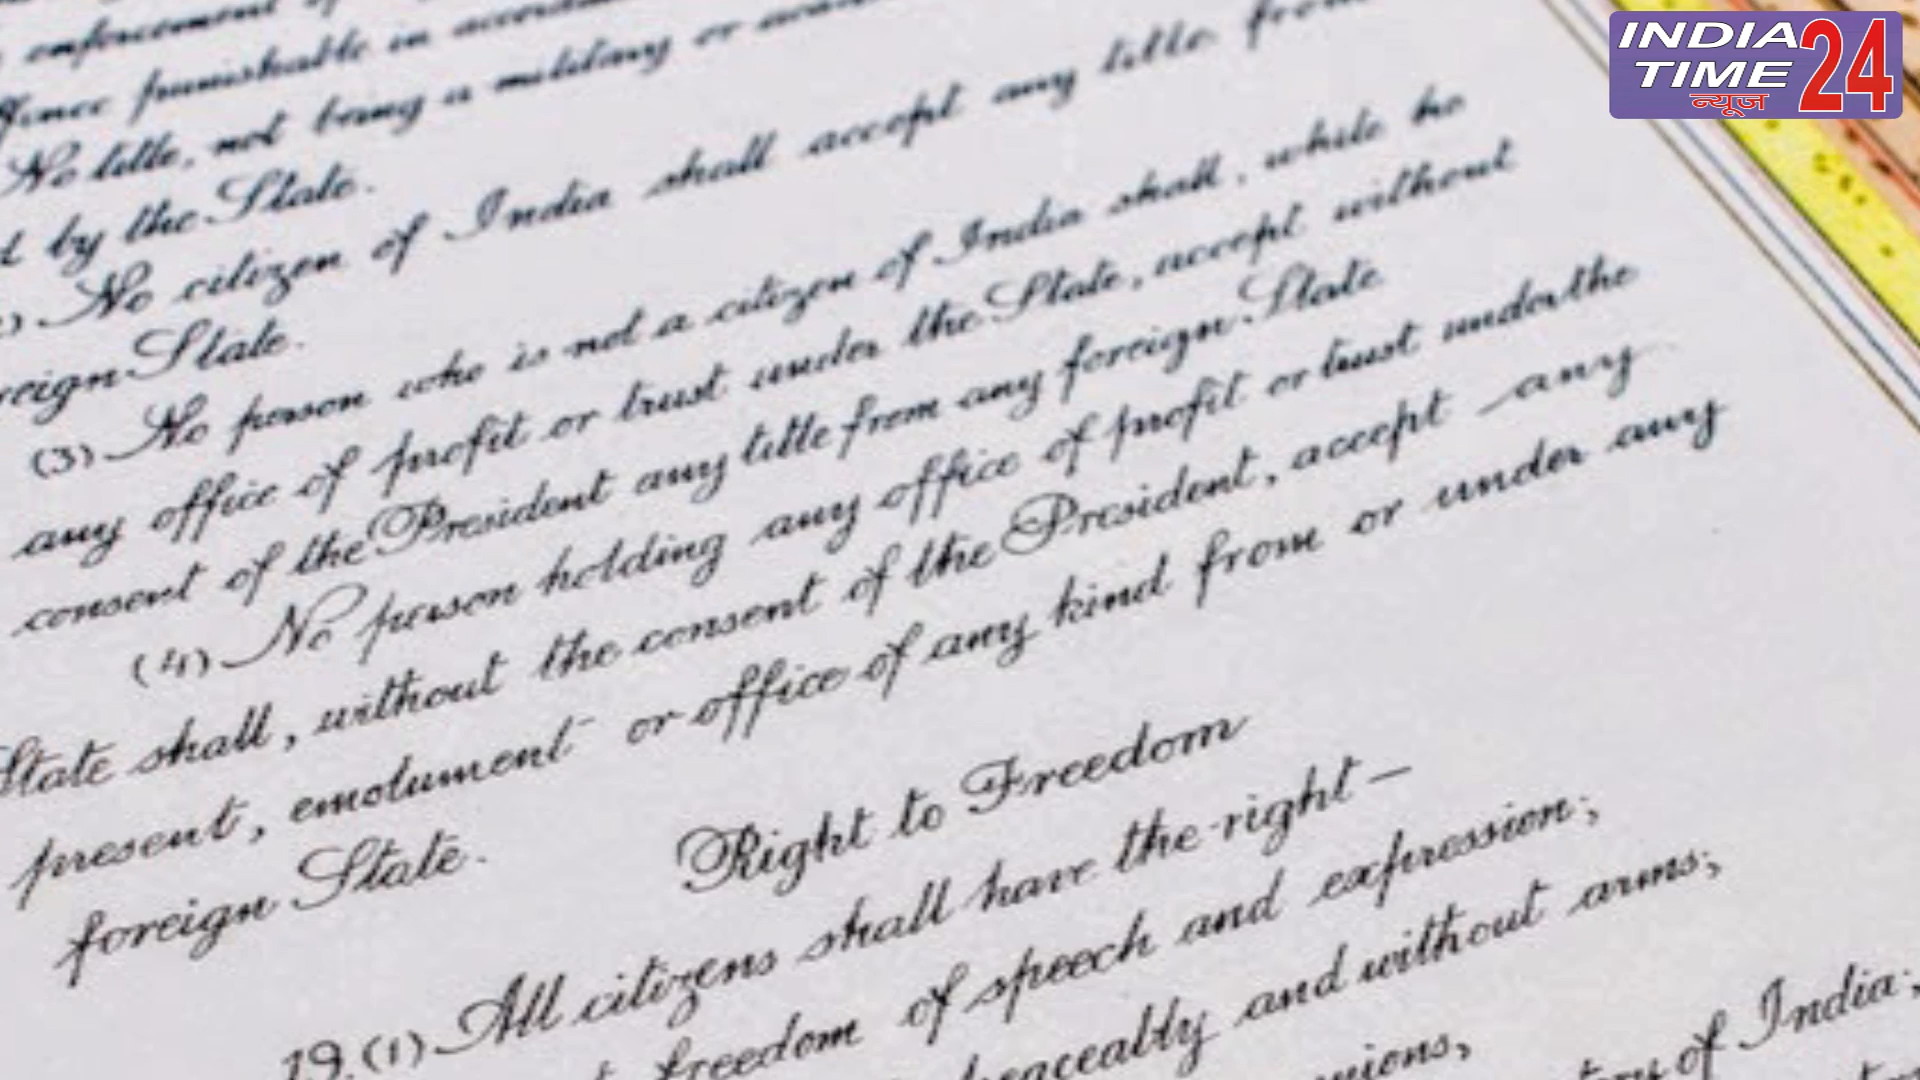 enforcement of
punishable in
No title, not being a military or
by the State.
No citizen of India shall accept any title from
State.
(3) No person who is not a citizen of India shall, while he
any office of profit or trust under the State, accept without
consent of the President any title from any foreign State
(4) No person holding any office of profit or trust under the
State shall, without the consent of the President, accept any
present, emolument or office of any kind from or under any
foreign State.
Right to Freedom
19.(1) All citizens shall have the right —
freedom of speech and expression;
and without arms;
of India;
INDIA
TIME
न्यूज
24